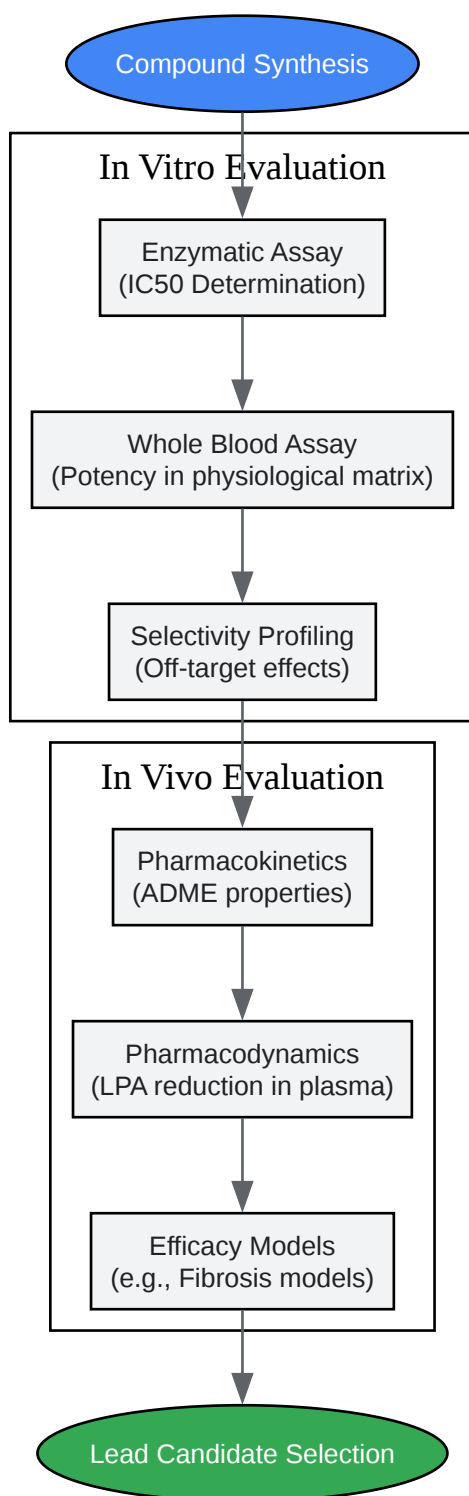 Compound Synthesis
In Vitro Evaluation
Enzymatic Assay
(IC50 Determination)
Whole Blood Assay
(Potency in physiological matrix)
Selectivity Profiling
(Off-target effects)
In Vivo Evaluation
Pharmacokinetics
(ADME properties)
Pharmacodynamics
(LPA reduction in plasma)
Efficacy Models
(e.g., Fibrosis models)
Lead Candidate Selection